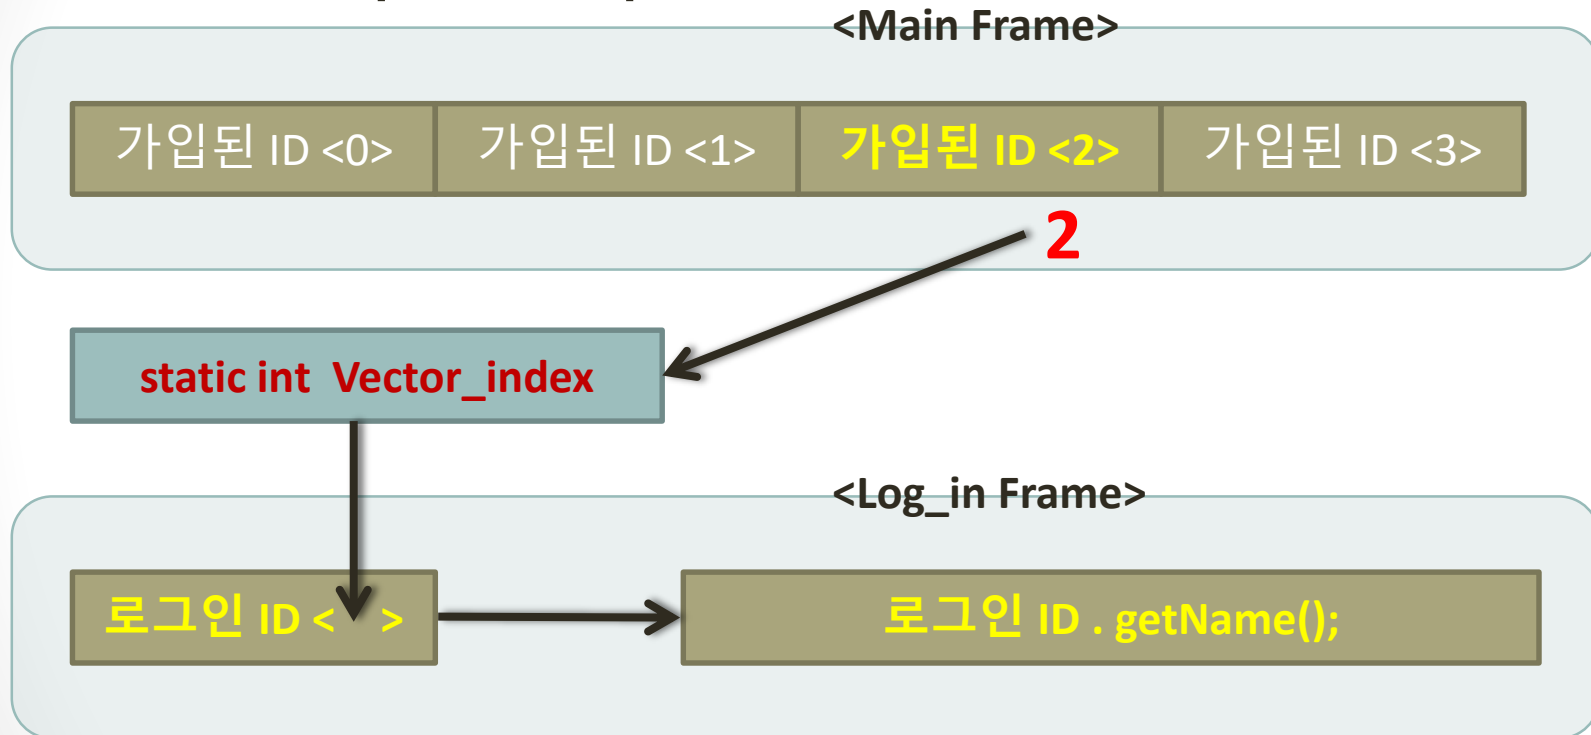 <Main Frame>
가입된 ID <0>
가입된 ID <1>
가입된 ID <2>
가입된 ID <3>
2
static int Vector_index
<Log_in Frame>
로그인 ID < >
로그인 ID . getName();